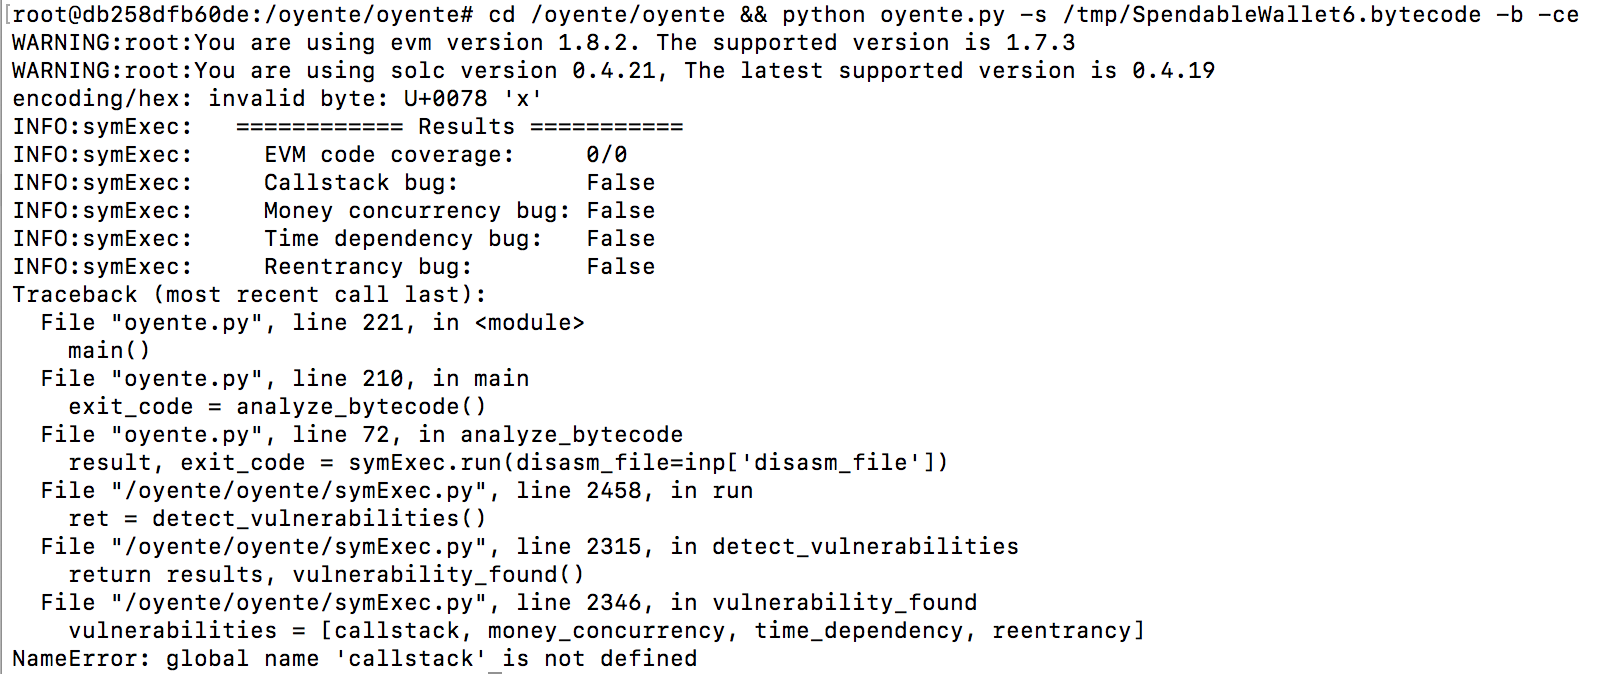 [root@db258dfb60de:/oyente/oyente# cd /oyente/oyente && python oyente.py -s /tmp/SpendableWallet6.bytecode -b -ce
WARNING:root:You are using evm version 1.8.2. The supported version is 1.7.3
WARNING:root:You are using solc version 0.4.21, The latest supported version is 0.4.19
encoding/hex: invalid byte: U+0078 'x'
INFO:symExec:   ============ Results ===========
INFO:symExec:     EVM code coverage:     0/0
INFO:symExec:     Callstack bug:         False
INFO:symExec:     Money concurrency bug: False
INFO:symExec:     Time dependency bug:   False
INFO:symExec:     Reentrancy bug:        False
Traceback (most recent call last):
  File "oyente.py", line 221, in <module>
    main()
  File "oyente.py", line 210, in main
    exit_code = analyze_bytecode()
  File "oyente.py", line 72, in analyze_bytecode
    result, exit_code = symExec.run(disasm_file=inp['disasm_file'])
  File "/oyente/oyente/symExec.py", line 2458, in run
    ret = detect_vulnerabilities()
  File "/oyente/oyente/symExec.py", line 2315, in detect_vulnerabilities
    return results, vulnerability_found()
  File "/oyente/oyente/symExec.py", line 2346, in vulnerability_found
    vulnerabilities = [callstack, money_concurrency, time_dependency, reentrancy]
NameError: global name 'callstack' is not defined